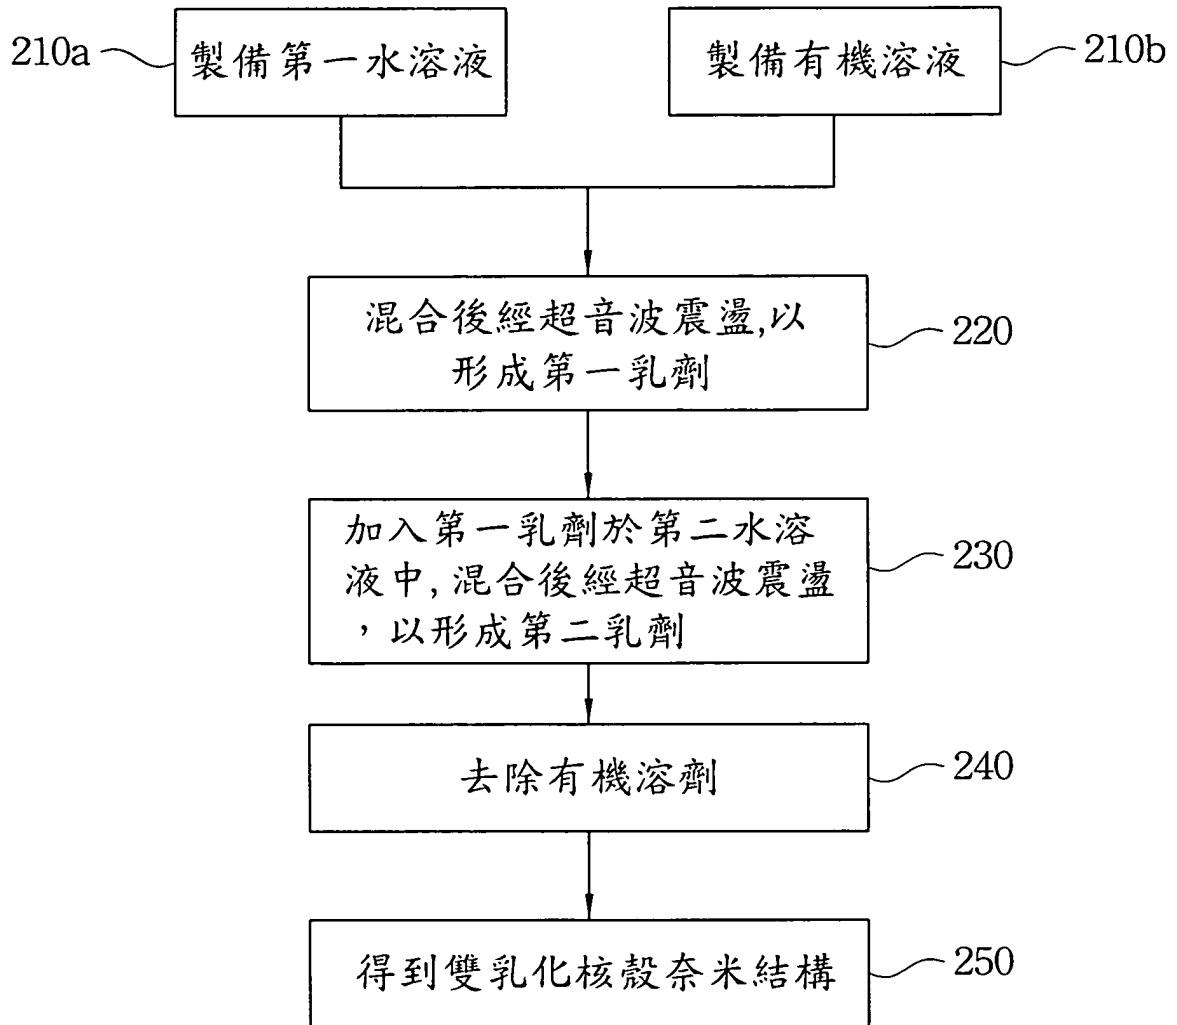 210a
製備第一水溶液
製備有機溶液
210b
混合後經超音波震盪,以
形成第一乳劑
220
加入第一乳劑於第二水溶
液中,混合後經超音波震盪
，以形成第二乳劑
230
去除有機溶劑
240
得到雙乳化核殼奈米結構
250